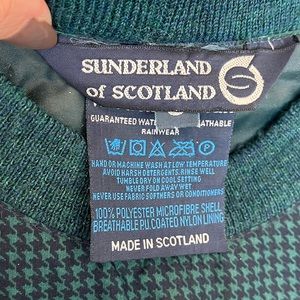 SUNDERLAND
of SCOTLAND
GUARANTEED WAT ATHABLE
RAINWEAR
HAND OR MACHINE WASH AT LOW TEMPERATURE
AVOID HARSH DETERGENTS. RINSE WELL
TUMBLE DRY ON COOL SETTING
NEVER FOLD AWAY WET
NEVER USE FABRIC SOFTNERS OR CONDITIONERS
100% POLYESTER MICROFIBRE SHELL
BREATHABLE P.U. COATED NYLON LINING
MADE IN SCOTLAND